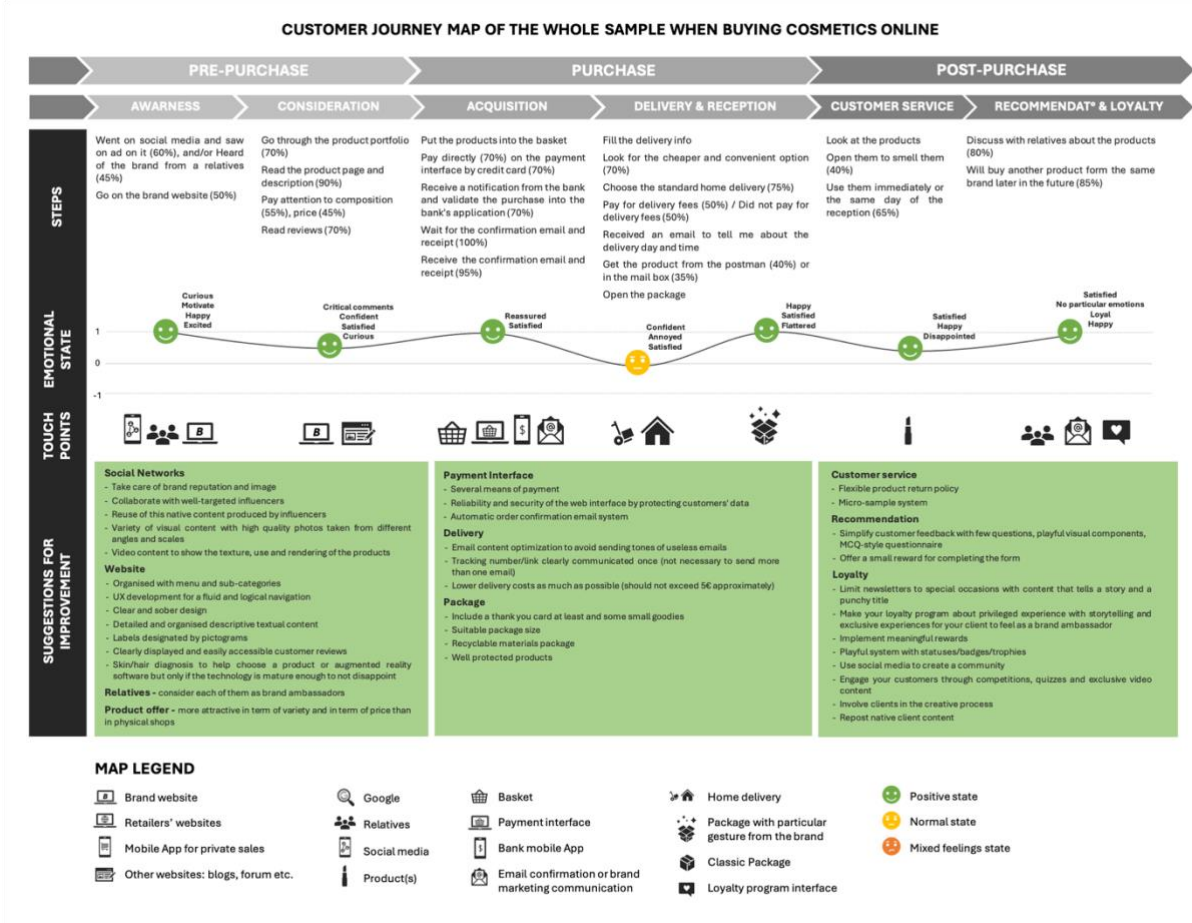 CUSTOMER JOURNEY MAP OF THE WHOLE SAMPLE WHEN BUYING COSMETICS ONLINE
PRE-PURCHASE
PURCHASE
POST-PURCHASE
AWARNESS
CONSIDERATION
ACQUISITION
DELIVERY & RECEPTION
CUSTOMER SERVICE
RECOMMENDAT° & LOYALTY
STEPS
Went on social media and saw
on ad on it (60%), and/or Heard
of the brand from a relatives
(45%)
Go on the brand website (50%)
Go through the product portfolio
(70%)
Read the product page and
description (90%)
Pay attention to composition
(55%), price (45%)
Read reviews (70%)
Put the products into the basket
Pay directly (70%) on the payment
interface by credit card (70%)
Receive a notification from the bank
and validate the purchase into the
bank's application (70%)
Wait for the confirmation email and
receipt (100%)
Receive the confirmation email and
receipt (95%)
Fill the delivery info
Look for the cheaper and convenient option
(70%)
Choose the standard home delivery (75%)
Pay for delivery fees (50%) / Did not pay for
delivery fees (50%)
Received an email to tell me about the
delivery day and time
Get the product from the postman (40%) or
in the mail box (35%)
Open the package
Look at the products
Open them to smell them
(40%)
Use them immediately or
the same day of the
reception (65%)
Discuss with relatives about the products
(80%)
Will buy another product form the same
brand later in the future (85%)
EMOTIONAL
STATE
1
0
-1
Curious
Motivate
Happy
Excited
Critical comments
Confident
Satisfied
Curious
Reassured
Satisfied
Confident
Annoyed
Satisfied
Happy
Satisfied
Flattered
Satisfied
Happy
Disappointed
Satisfied
No particular emotions
Loyal
Happy
TOUCH
POINTS
B
B
$
@
@
SUGGESTIONS FOR
IMPROVEMENT
Social Networks
- Take care of brand reputation and image
- Collaborate with well-targeted influencers
- Reuse of this native content produced by influencers
- Variety of visual content with high quality photos taken from different
angles and scales
- Video content to show the texture, use and rendering of the products
Website
- Organised with menu and sub-categories
- UX development for a fluid and logical navigation
- Clear and sober design
- Detailed and organised descriptive textual content
- Labels designated by pictograms
- Clearly displayed and easily accessible customer reviews
- Skin/hair diagnosis to help choose a product or augmented reality
software but only if the technology is mature enough to not disappoint
Relatives - consider each of them as brand ambassadors
Product offer - more attractive in term of variety and in term of price than
in physical shops
Payment Interface
- Several means of payment
- Reliability and security of the web interface by protecting customers' data
- Automatic order confirmation email system
Delivery
- Email content optimization to avoid sending tones of useless emails
- Tracking number/link clearly communicated once (not necessary to send more
than one email)
- Lower delivery costs as much as possible (should not exceed 5€ approximately)
Package
- Include a thank you card at least and some small goodies
- Suitable package size
- Recyclable materials package
- Well protected products
Customer service
- Flexible product return policy
- Micro-sample system
Recommendation
- Simplify customer feedback with few questions, playful visual components,
MCQ-style questionnaire
- Offer a small reward for completing the form
Loyalty
- Limit newsletters to special occasions with content that tells a story and a
punchy title
- Make your loyalty program about privileged experience with storytelling and
exclusive experiences for your client to feel as a brand ambassador
- Implement meaningful rewards
- Playful system with statuses/badges/trophies
- Use social media to create a community
- Engage your customers through competitions, quizzes and exclusive video
content
- Involve clients in the creative process
- Repost native client content
MAP LEGEND
B
Brand website
Retailers' websites
Mobile App for private sales
Other websites: blogs, forum etc.
Google
Relatives
Social media
Product(s)
Basket
Payment interface
$
Bank mobile App
@
Email confirmation or brand
marketing communication
Home delivery
Package with particular
gesture from the brand
Classic Package
Loyalty program interface
Positive state
Normal state
Mixed feelings state